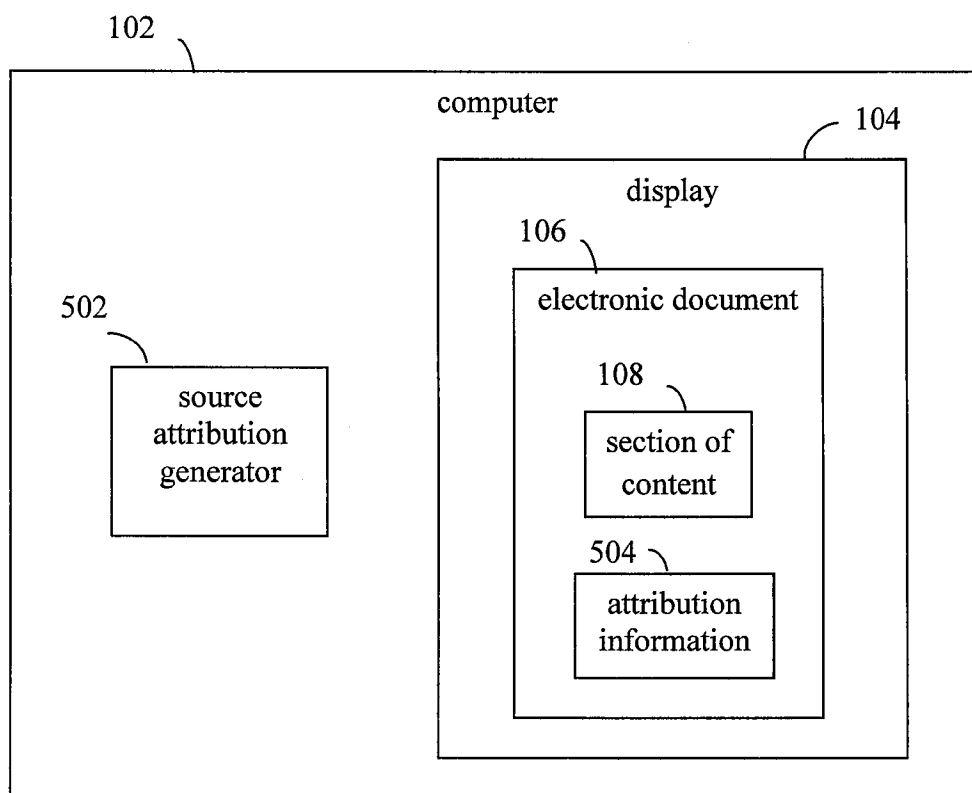 102
computer
104
display
106
electronic document
502
source
attribution
generator
108
section of
content
504
attribution
information